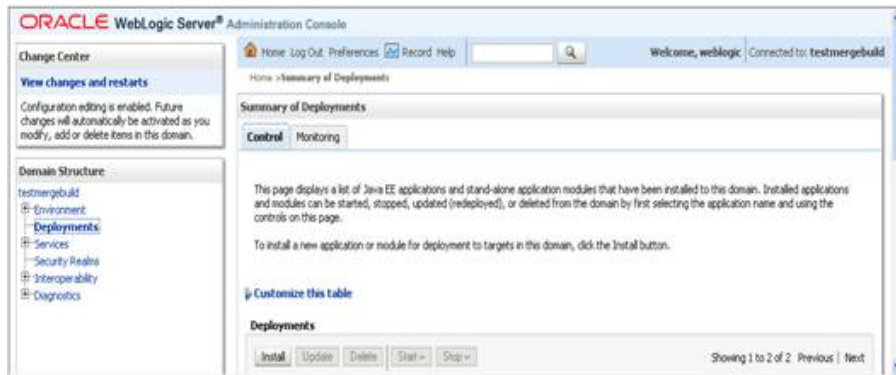 ORACLE WebLogic Server® Administration Console
Change Center
View changes and restarts
Configuration editing is enabled. Future
changes will automatically be activated as you
modify, add or delete items in this domain.
Domain Structure
testmergebuild
Environment
Deployments
Services
Security Realms
Interoperability
Diagnostics
Home Log Out Preferences Record Help
Welcome, weblogic Connected to: testmergebuild
Home >Summary of Deployments
Summary of Deployments
Control Monitoring
This page displays a list of Java EE applications and stand-alone application modules that have been installed to this domain. Installed applications
and modules can be started, stopped, updated (redeployed), or deleted from the domain by first selecting the application name and using the
controls on this page.
To install a new application or module for deployment to targets in this domain, click the Install button.
Customize this table
Deployments
Install Update Delete Start Stop
Showing 1 to 2 of 2 Previous | Next